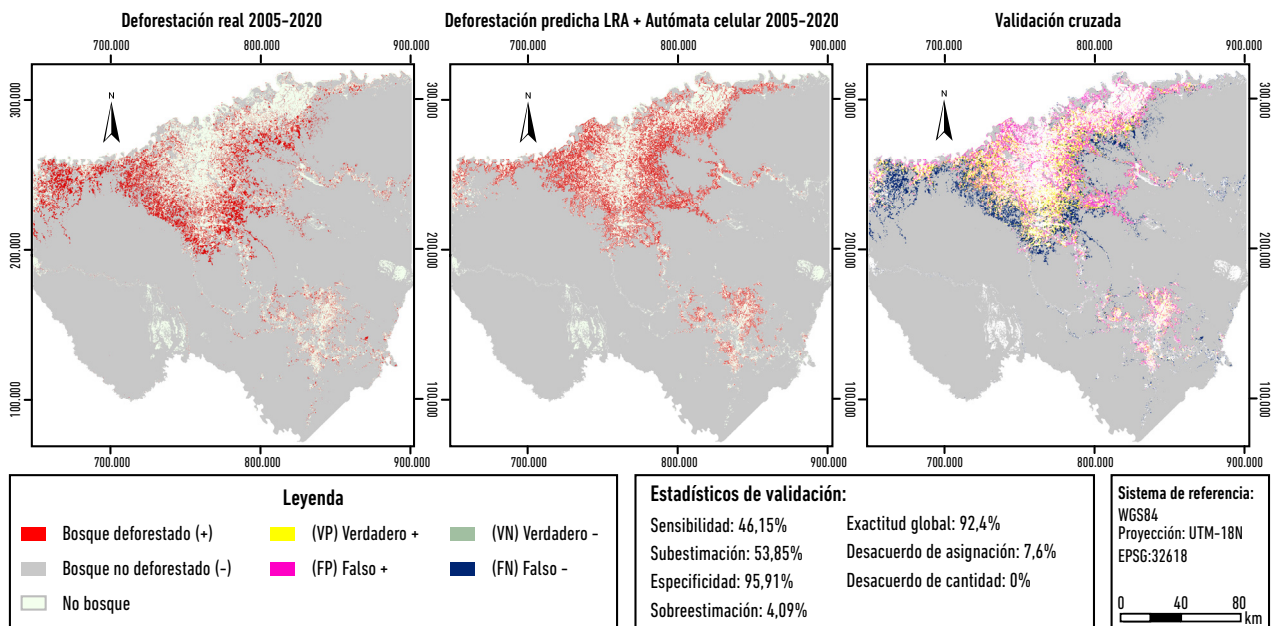 Deforestación real 2005-2020
Deforestación predicha LRA + Autómata celular 2005-2020
Validación cruzada
700.000
800.000
900.000
700.000
800.000
900.000
700.000
800.000
900.000
N
N
N
300.000
200.000
100.000
300.000
200.000
100.000
300.000
200.000
100.000
300.000
200.000
100.000
700.000
800.000
900.000
700.000
800.000
900.000
700.000
800.000
900.000
Leyenda
Bosque deforestado (+)
(VP) Verdadero +
(VN) Verdadero -
Bosque no deforestado (-)
(FP) Falso +
(FN) Falso -
No bosque
Estadísticos de validación:
Sensibilidad: 46,15%
Exactitud global: 92,4%
Subestimación: 53,85%
Desacuerdo de asignación: 7,6%
Especificidad: 95,91%
Desacuerdo de cantidad: 0%
Sobreestimación: 4,09%
Sistema de referencia:
WGS84
Proyección: UTM-18N
EPSG:32618
0 40 80
km